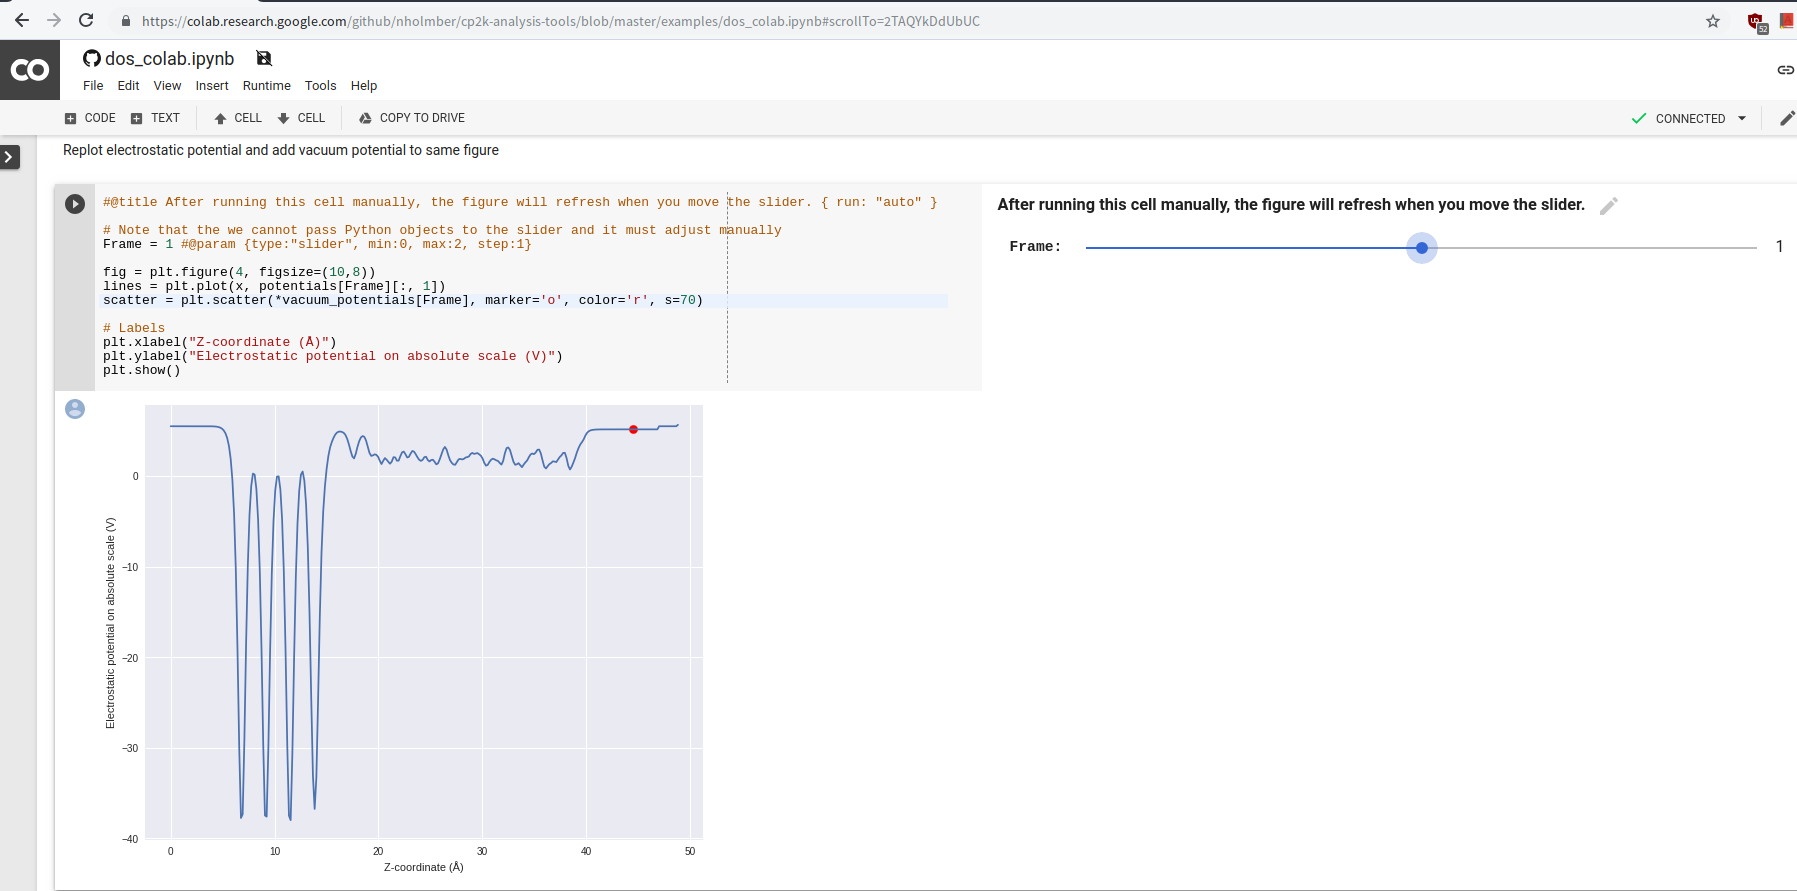 https://colab.research.google.com/github/nholmber/cp2k-analysis-tools/blob/master/examples/dos_colab.ipynb#scrollTo=2TAQYkDdUbUC
52
CO
dos_colab.ipynb
File Edit View Insert Runtime Tools Help
CODE TEXT CELL CELL COPY TO DRIVE CONNECTED
Replot electrostatic potential and add vacuum potential to same figure
#@title After running this cell manually, the figure will refresh when you move the slider. { run: "auto" }
# Note that the we cannot pass Python objects to the slider and it must adjust manually
Frame = 1 #@param {type:"slider", min:0, max:2, step:1}
fig = plt.figure(4, figsize=(10,8))
lines = plt.plot(x, potentials[Frame][:, 1])
scatter = plt.scatter(*vacuum_potentials[Frame], marker='o', color='r', s=70)
# Labels
plt.xlabel("Z-coordinate (Å)")
plt.ylabel("Electrostatic potential on absolute scale (V)")
plt.show()
After running this cell manually, the figure will refresh when you move the slider.
Frame: 1
Electrostatic potential on absolute scale (V)
0
−10
−20
−30
−40
0 10 20 30 40 50
Z-coordinate (Å)